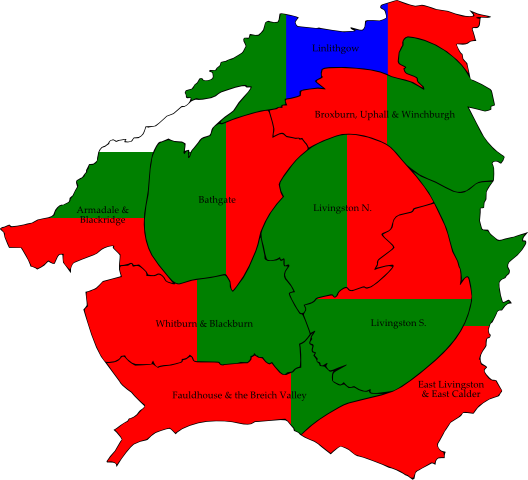 Linlithgow
Broxburn, Uphall & Winchburgh
Bathgate
Livingston N.
Armadale &
Blackridge
Whitburn & Blackburn
Livingston S.
East Livingston
& East Calder
Fauldhouse & the Breich Valley